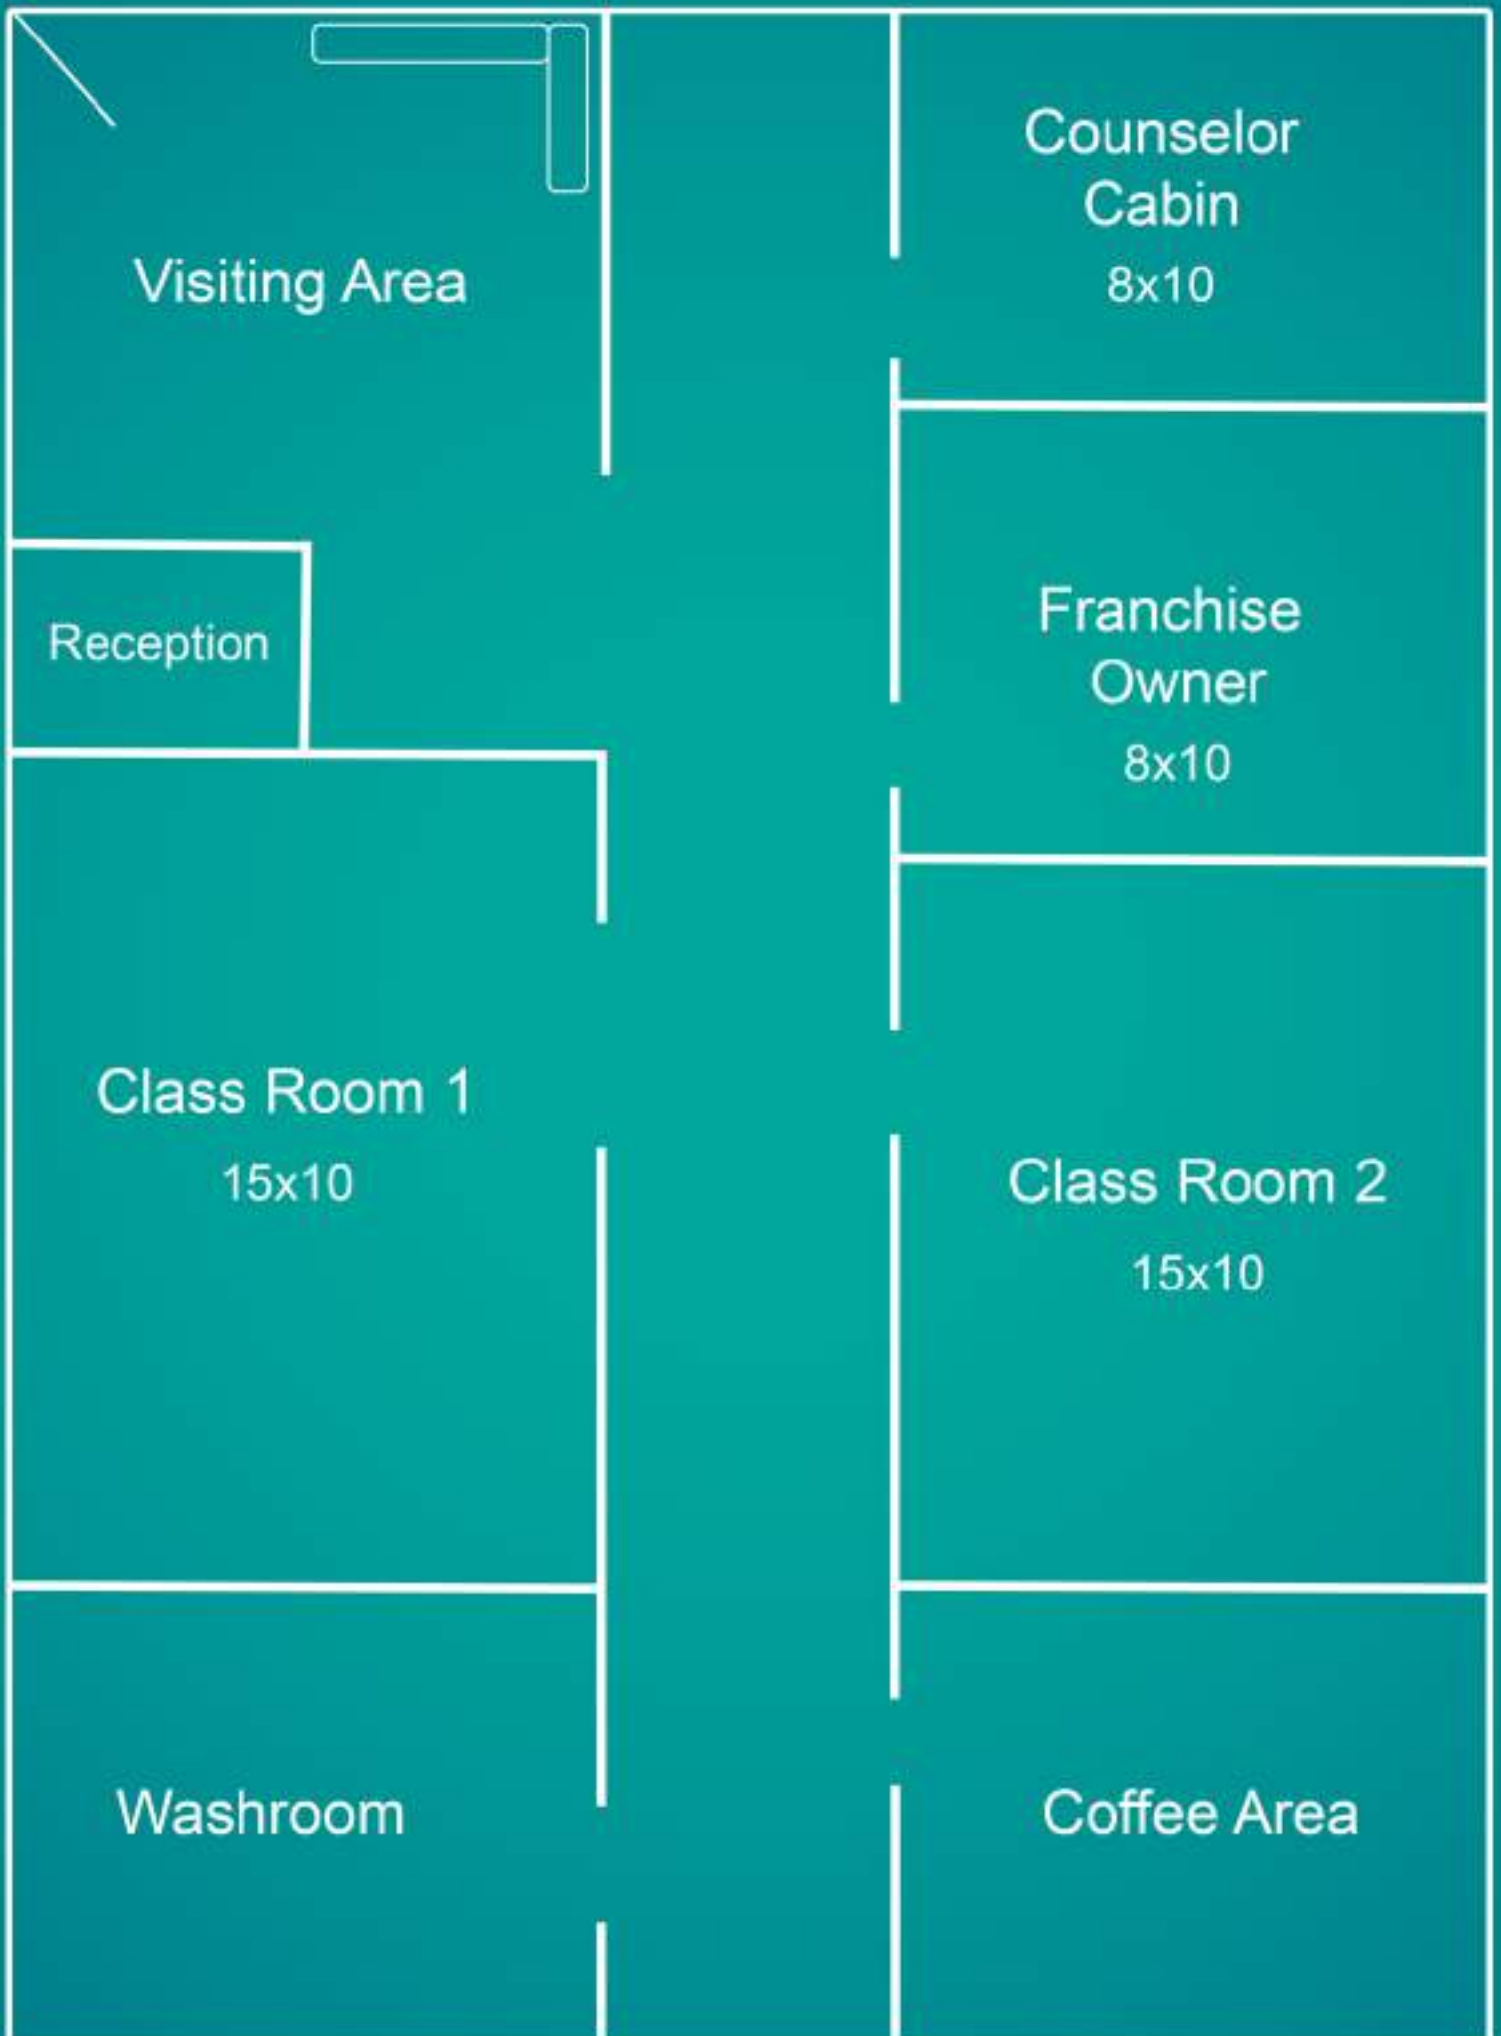 Visiting Area
Counselor
Cabin
8x10
Reception
Franchise
Owner
8x10
Class Room 1
15x10
Class Room 2
15x10
Washroom
Coffee Area